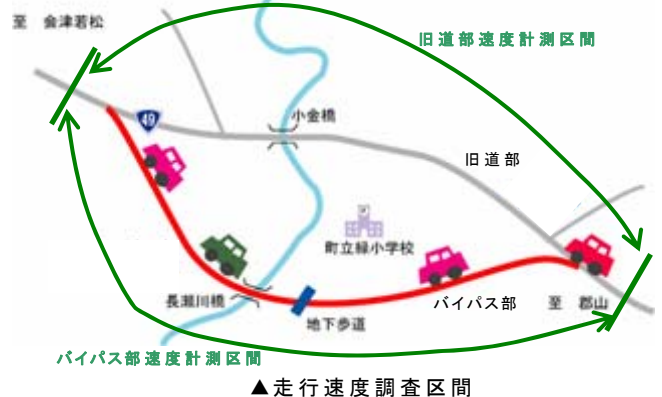 至 会津若松
旧道部速度計測区間
49
小金橋
旧道部
町立緑小学校
長瀬川橋
バイパス部
至 郡山
地下歩道
バイパス部速度計測区間
▲走行速度調査区間